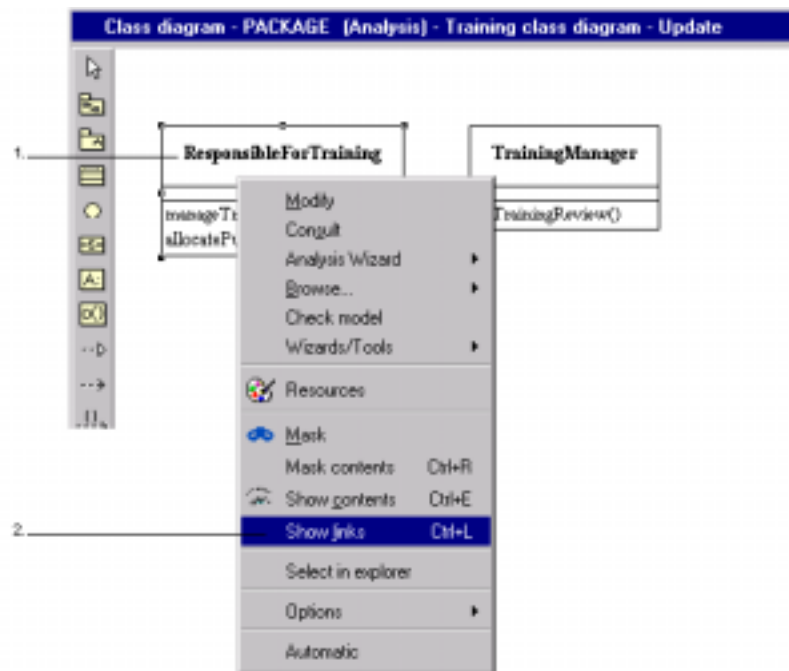 Class diagram - PACKAGE (Analysis) - Training class diagram - Update
1.
ResponsibleForTraining
TrainingManager
manageTr
TrainingReview()
allocatePu
Modify
Consult
Analysis Wizard
Browse...
Check model
Wizards/Tools
Resources
Mask
Mask contents Ctrl+R
Show contents Ctrl+E
2.
Show links Ctrl+L
Select in explorer
Options
Automatic